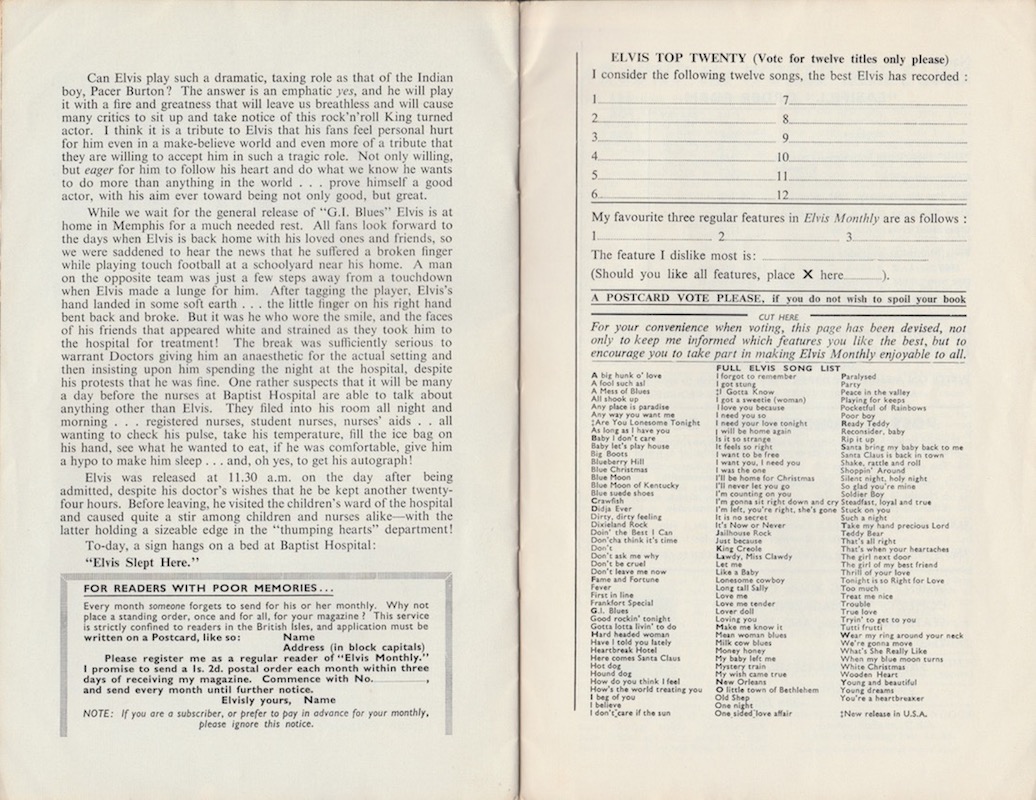 Can Elvis play such a dramatic, taxing role as that of the Indian
boy, Pacer Burton? The answer is an emphatic yes, and he will play
it with a fire and greatness that will leave us breathless and will cause
many critics to sit up and take notice of this rock'n'roll King turned
actor. I think it is a tribute to Elvis that his fans feel personal hurt
for him even in a make-believe world and even more of a tribute that
they are willing to accept him in such a tragic role. Not only willing,
but eager for him to follow his heart and do what we know he wants
to do more than anything in the world . . . prove himself a good
actor, with his aim ever toward being not only good, but great.
While we wait for the general release of "G.I. Blues" Elvis is at
home in Memphis for a much needed rest. All fans look forward to
the days when Elvis is back home with his loved ones and friends, so
we were saddened to hear the news that he suffered a broken finger
while playing touch football at a schoolyard near his home. A man
on the opposite team was just a few steps away from a touchdown
when Elvis made a lunge for him. After tagging the player, Elvis's
hand landed in some soft earth . . . the little finger on his right hand
bent back and broke. But it was he who wore the smile, and the faces
of his friends that appeared white and strained as they took him to
the hospital for treatment! The break was sufficiently serious to
warrant Doctors giving him an anaesthetic for the actual setting and
then insisting upon him spending the night at the hospital, despite
his protests that he was fine. One rather suspects that it will be many
a day before the nurses at Baptist Hospital are able to talk about
anything other than Elvis. They filed into his room all night and
morning . . . registered nurses, student nurses, nurses' aids . . all
wanting to check his pulse, take his temperature, fill the ice bag on
his hand, see what he wanted to eat, if he was comfortable, give him
a hypo to make him sleep . . . and, oh yes, to get his autograph!
Elvis was released at 11.30 a.m. on the day after being
admitted, despite his doctor's wishes that he be kept another twenty-
four hours. Before leaving, he visited the children's ward of the hospital
and caused quite a stir among children and nurses alike—with the
latter holding a sizeable edge in the "thumping hearts" department!
To-day, a sign hangs on a bed at Baptist Hospital:
"Elvis Slept Here."
FOR READERS WITH POOR MEMORIES...
Every month someone forgets to send for his or her monthly. Why not
place a standing order, once and for all, for your magazine? This service
is strictly confined to readers in the British Isles, and application must be
written on a Postcard, like so: Name
Address (in block capitals)
Please register me as a regular reader of "Elvis Monthly."
I promise to send a 1s. 2d. postal order each month within three
days of receiving my magazine. Commence with No. ,
and send every month until further notice.
Elvisly yours, Name
NOTE: If you are a subscriber, or prefer to pay in advance for your monthly,
please ignore this notice.
ELVIS TOP TWENTY (Vote for twelve titles only please)
I consider the following twelve songs, the best Elvis has recorded :
1 7
2 8
3 9
4 10
5 11
6 12
My favourite three regular features in Elvis Monthly are as follows :
1 2 3
The feature I dislike most is:
(Should you like all features, place X here ).
A POSTCARD VOTE PLEASE, if you do not wish to spoil your book
CUT HERE
For your convenience when voting, this page has been devised, not
only to keep me informed which features you like the best, but to
encourage you to take part in making Elvis Monthly enjoyable to all.
FULL ELVIS SONG LIST
A big hunk o' love
A fool such as I
A Mess of Blues
All shook up
Any place is paradise
Any way you want me
‡Are You Lonesome Tonight
As long as I have you
Baby I don't care
Baby let's play house
Big Boots
Blueberry Hill
Blue Christmas
Blue Moon
Blue Moon of Kentucky
Blue suede shoes
Crawfish
Didja Ever
Dirty, dirty feeling
Dixieland Rock
Doin' the Best I Can
Don'cha think it's time
Don't
Don't ask me why
Don't be cruel
Don't leave me now
Fame and Fortune
Fever
First in line
Frankfort Special
G.I. Blues
Good rockin' tonight
Gotta lotta livin' to do
Hard headed woman
Have I told you lately
Heartbreak Hotel
Here comes Santa Claus
Hot dog
Hound dog
How do you think I feel
How's the world treating you
I beg of you
I believe
I don't care if the sun
I forgot to remember
I got stung
‡I Gotta Know
I got a sweetie (woman)
I love you because
I need you so
I need your love tonight
I will be home again
Is it so strange
It feels so right
I want to be free
I want you, I need you
I was the one
I'll be home for Christmas
I'll never let you go
I'm counting on you
I'm gonna sit right down and cry
I'm left, you're right, she's gone
It is no secret
It's Now or Never
Jailhouse Rock
Just because
King Creole
Lawdy, Miss Clawdy
Let me
Like a Baby
Lonesome cowboy
Long tall Sally
Love me
Love me tender
Lover doll
Loving you
Make me know it
Mean woman blues
Milk cow blues
Money honey
My baby left me
Mystery train
My wish came true
New Orleans
O little town of Bethlehem
Old Shep
One night
One sided love affair
Paralysed
Party
Peace in the valley
Playing for keeps
Pocketful of Rainbows
Poor boy
Ready Teddy
Reconsider, baby
Rip it up
Santa bring my baby back to me
Santa Claus is back in town
Shake, rattle and roll
Shoppin' Around
Silent night, holy night
So glad you're mine
Soldier Boy
Steadfast, loyal and true
Stuck on you
Such a night
Take my hand precious Lord
Teddy Bear
That's all right
That's when your heartaches
The girl next door
The girl of my best friend
Thrill of your love
Tonight is so Right for Love
Too much
Treat me nice
Trouble
True love
Tryin' to get to you
Tutti frutti
Wear my ring around your neck
We're gonna move
What's She Really Like
When my blue moon turns
White Christmas
Wooden Heart
Young and beautiful
Young dreams
You're a heartbreaker
‡New release in U.S.A.